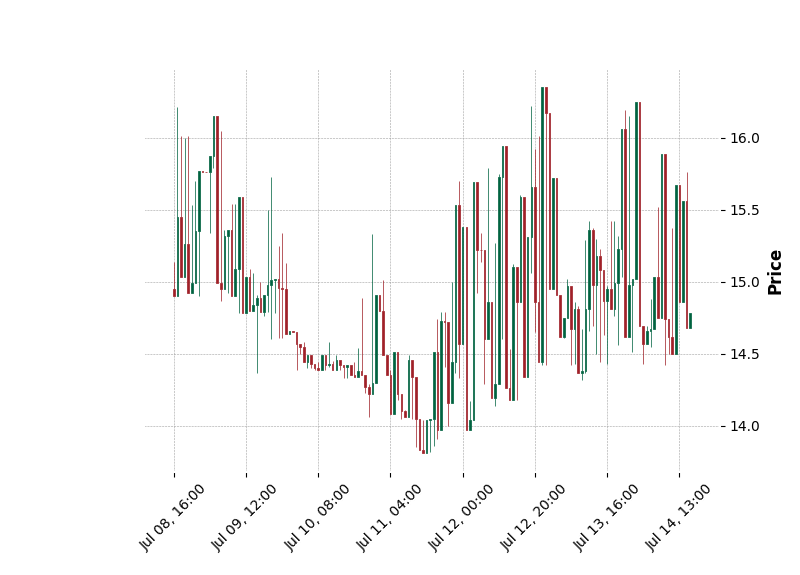 16.0
15.5
15.0
14.5
14.0
Price
Jul 08, 16:00
Jul 09, 12:00
Jul 10, 08:00
Jul 11, 04:00
Jul 12, 00:00
Jul 12, 20:00
Jul 13, 16:00
Jul 14, 13:00